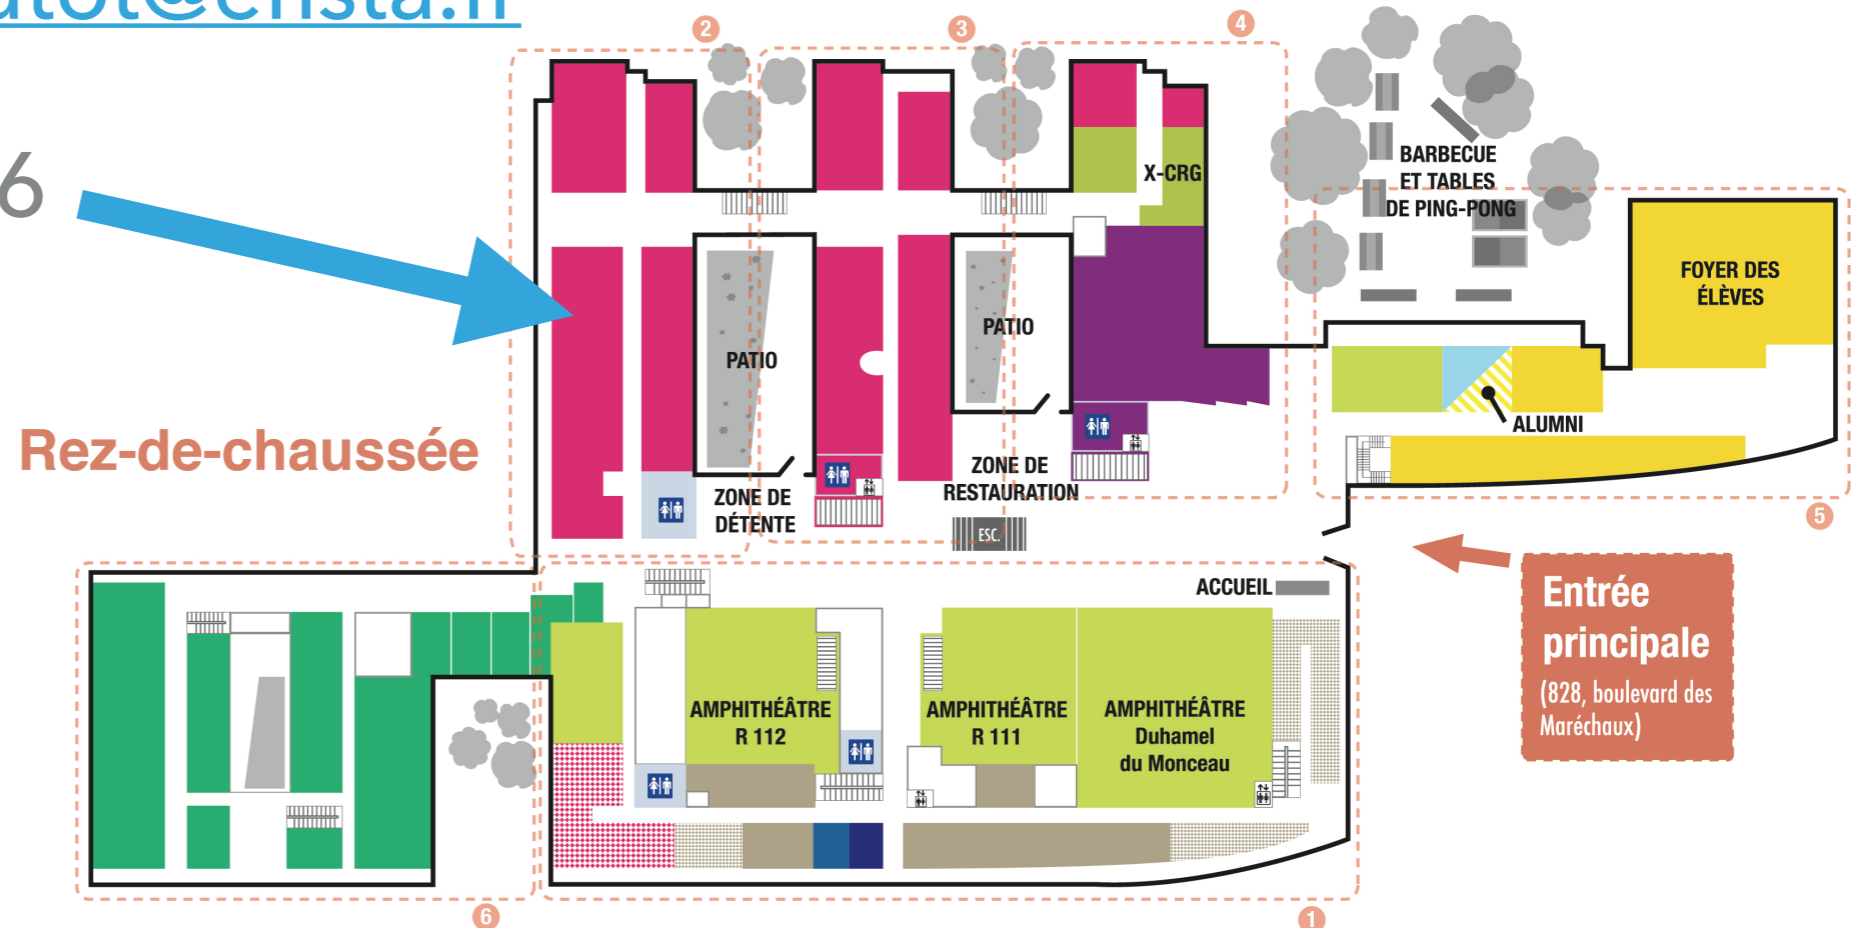 6
Rez-de-chaussée
2
3
4
X-CRG
BARBECUE
ET TABLES
DE PING-PONG
FOYER DES
ÉLÈVES
PATIO
PATIO
ALUMNI
ZONE DE
DÉTENTE
ZONE DE
RESTAURATION
ESC.
5
ACCUEIL
Entrée
principale
(828, boulevard des
Maréchaux)
AMPHITHÉÂTRE
R 112
AMPHITHÉÂTRE
R 111
AMPHITHÉÂTRE
Duhamel
du Monceau
6
1